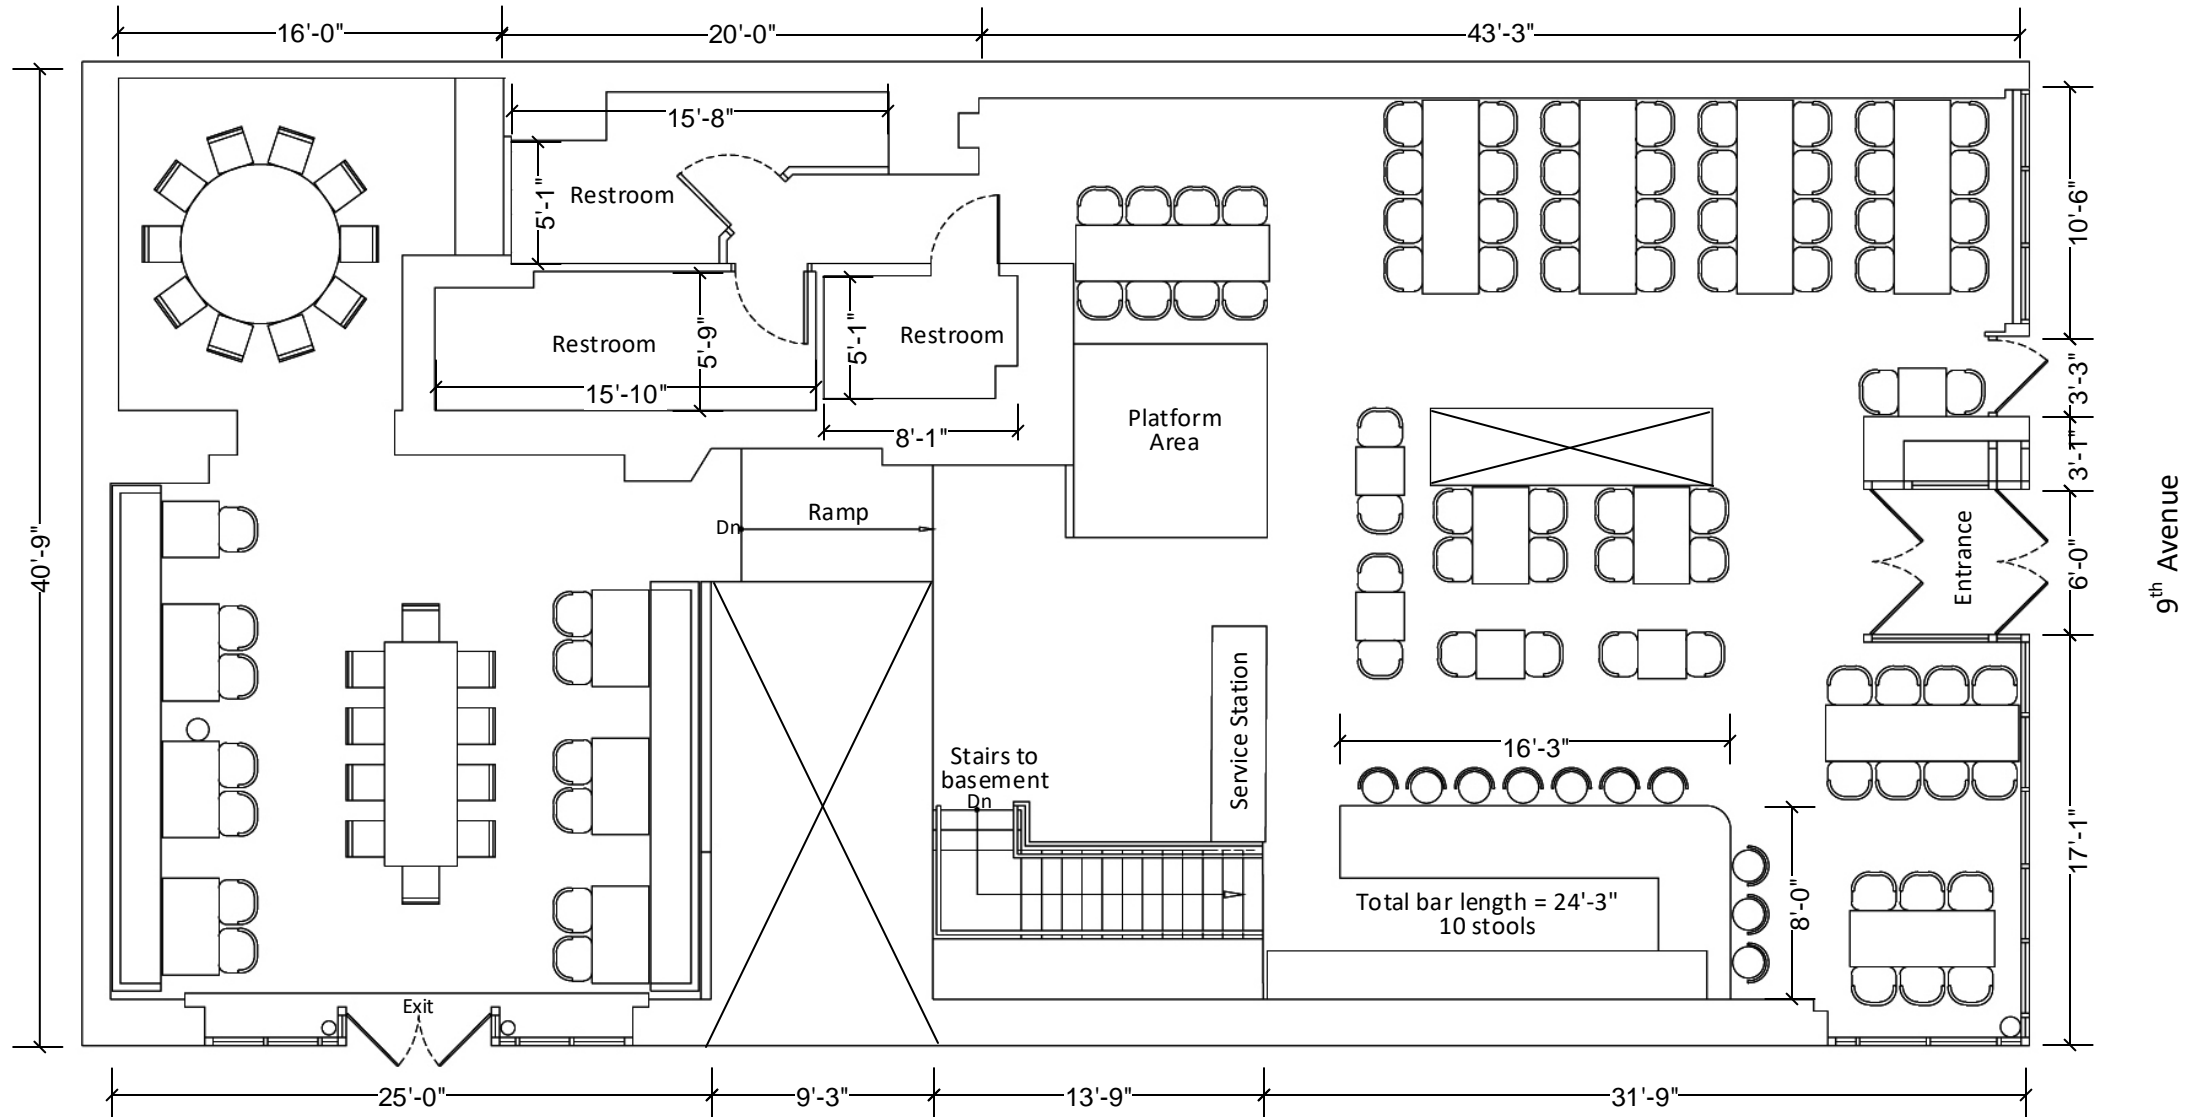 16'-0"
20'-0"
43'-3"
15'-8"
5'-1"
Restroom
10'-6"
40'-9"
Restroom
5'-9"
15'-10"
5'-1"
Restroom
8'-1"
Platform
Area
3'-3"
3'-1"
Dn
Ramp
Entrance
6'-0"
9th Avenue
Service Station
Stairs to
basement
Dn
16'-3"
Total bar length = 24'-3"
10 stools
8'-0"
17'-1"
Exit
25'-0"
9'-3"
13'-9"
31'-9"